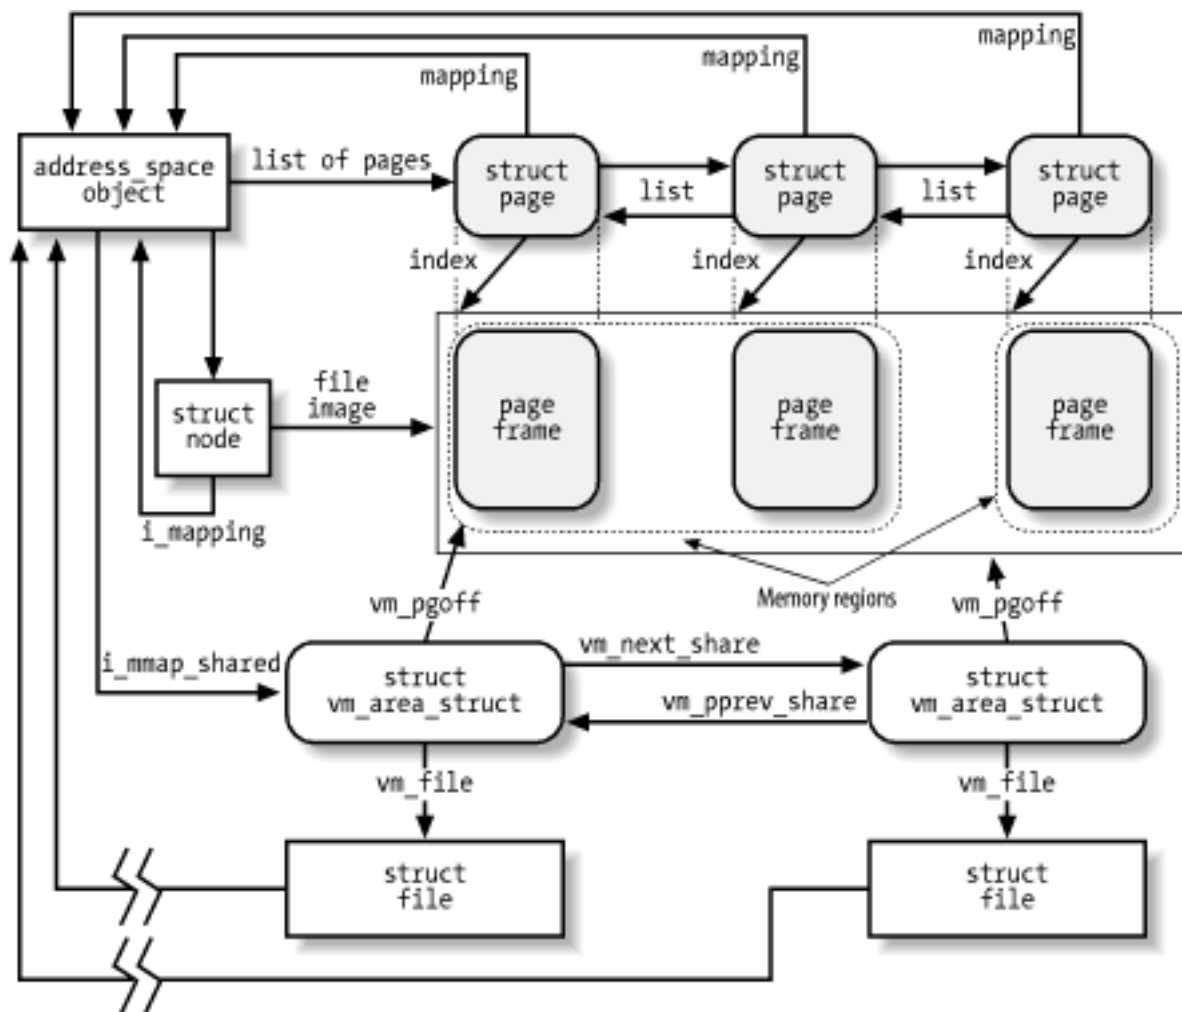 mapping
mapping
mapping
address_space
object
list of pages
struct
page
list
struct
page
list
struct
page
index
index
index
file
image
struct
node
page
frame
page
frame
page
frame
i_mapping
vm_pgoff
Memory regions
vm_pgoff
i_mmap_shared
struct
vm_area_struct
vm_next_share
vm_pprev_share
struct
vm_area_struct
vm_file
vm_file
struct
file
struct
file